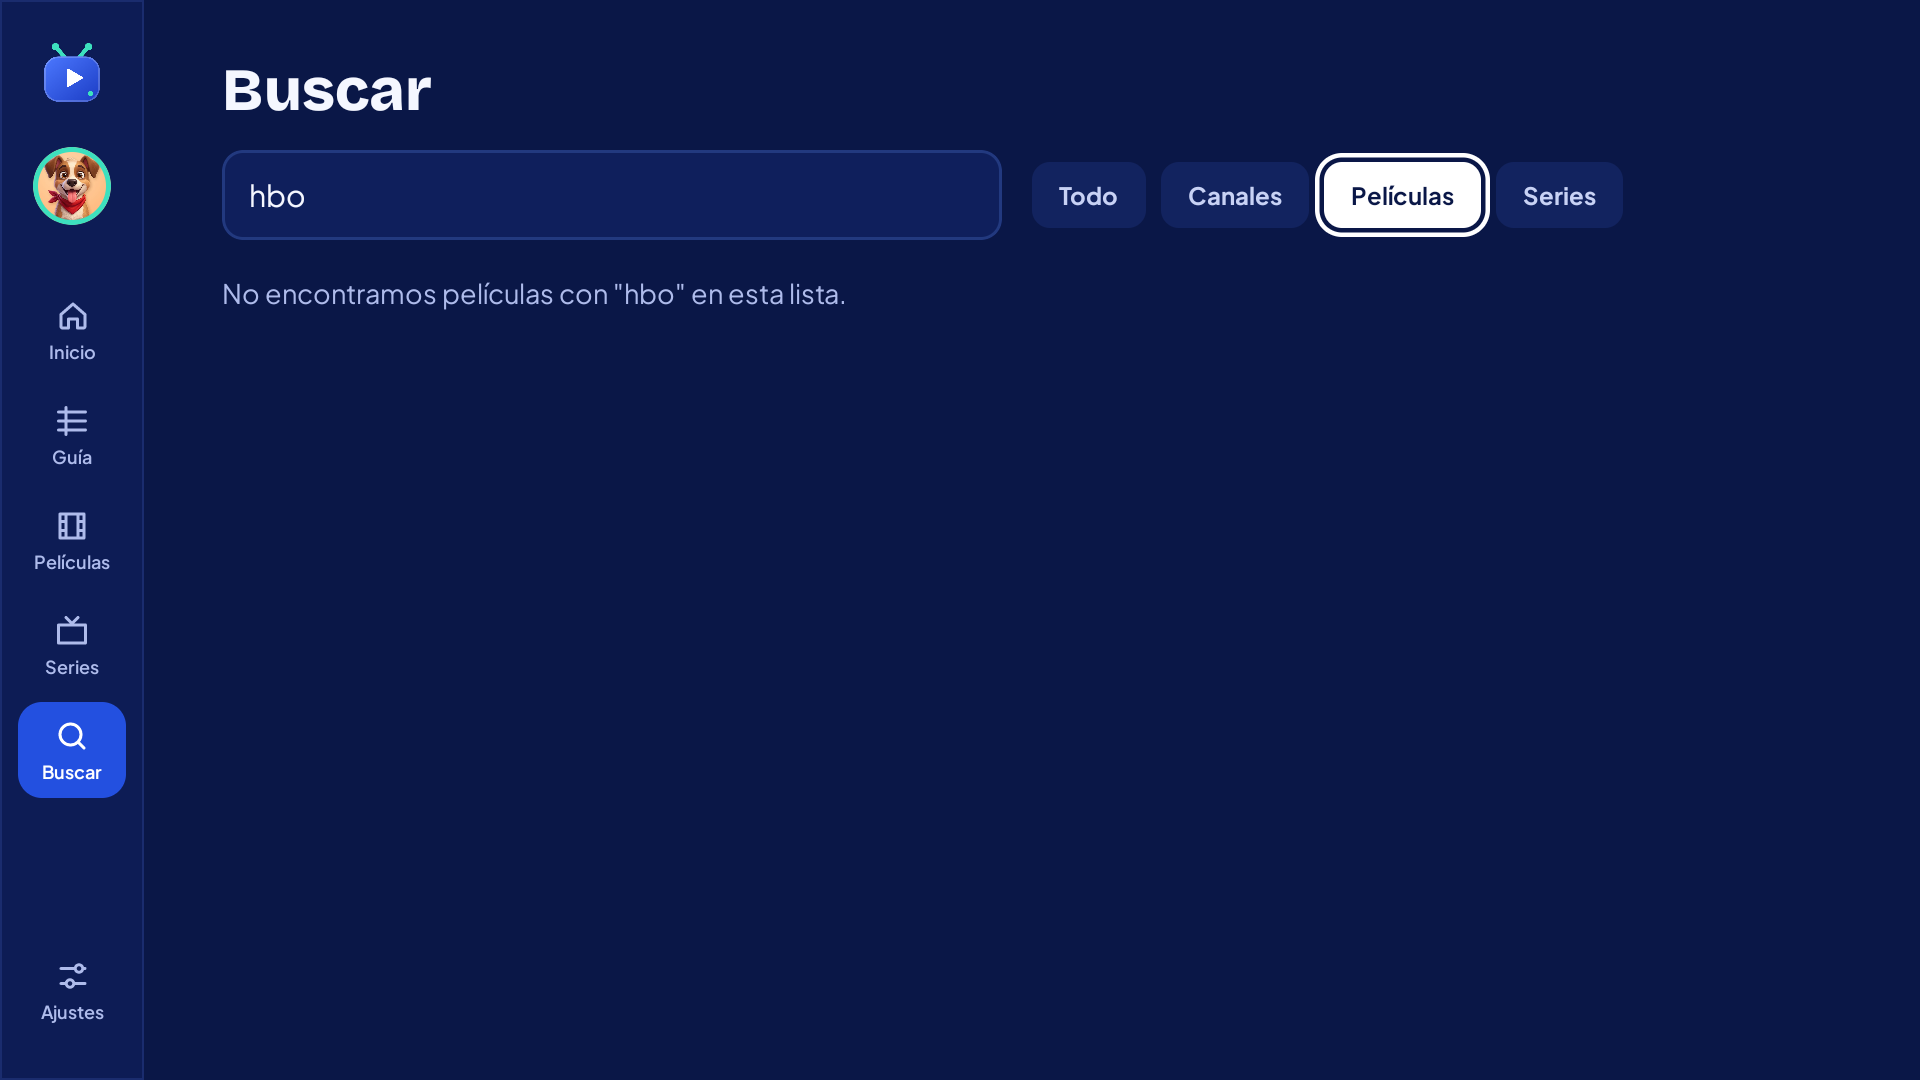 Buscar
hbo
Todo
Canales
Películas
Series
No encontramos películas con "hbo" en esta lista.
Inicio
Guía
Películas
Series
Buscar
Ajustes